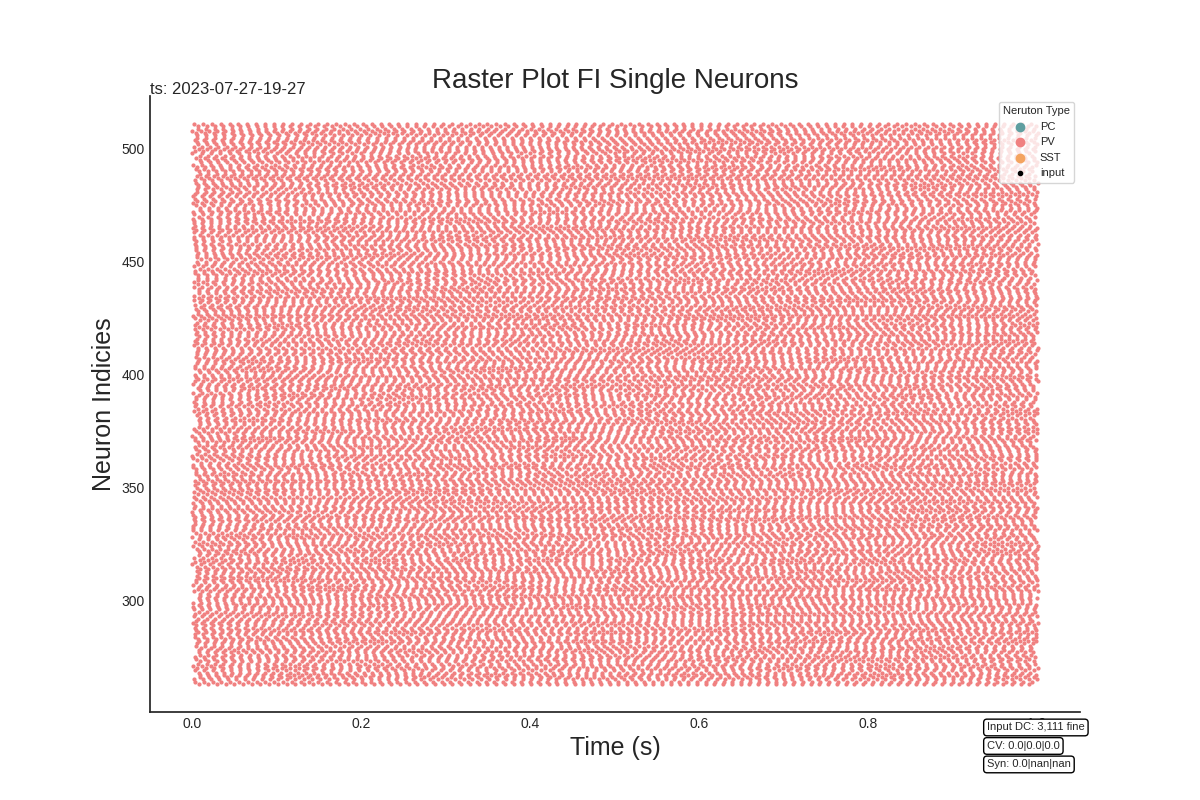 Raster Plot FI Single Neurons
ts: 2023-07-27-19-27
Neruton Type
PC
PV
SST
input
Neuron Indicies
500
450
400
350
300
0.0
0.2
0.4
0.6
0.8
Time (s)
Input DC: 3,111 fine
CV: 0.0|0.0|0.0
Syn: 0.0|nan|nan